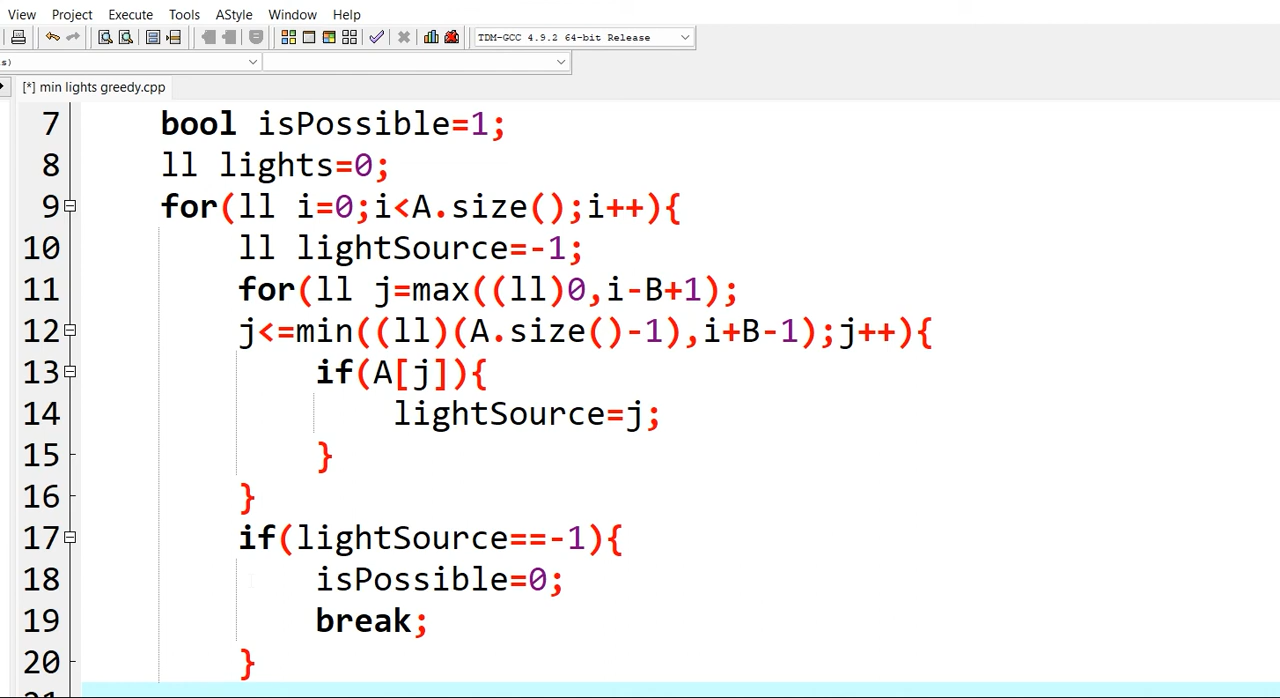 View Project Execute Tools AStyle Window Help
TDM-GCC 4.9.2 64-bit Release
s)
[*] min lights greedy.cpp
7 bool isPossible=1;
8 ll lights=0;
9 for(ll i=0;i<A.size();i++){
10 ll lightSource=-1;
11 for(ll j=max((ll)0,i-B+1);
12 j<=min((ll)(A.size()-1),i+B-1);j++){
13 if(A[j]){
14 lightSource=j;
15 }
16 }
17 if(lightSource==-1){
18 isPossible=0;
19 break;
20 }
21